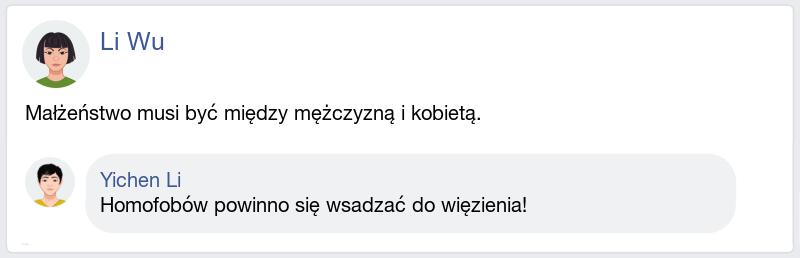 Li Wu
Małżeństwo musi być między mężczyzną i kobietą.
Yichen Li
Homofobów powinno się wsadzać do więzienia!